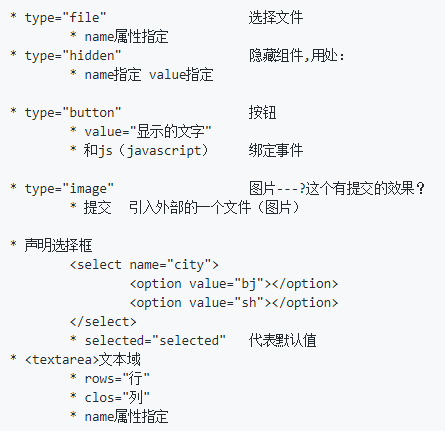 * type="file" 选择文件
* name属性指定
* type="hidden" 隐藏组件,用处:
* name指定 value指定
* type="button" 按钮
* value="显示的文字"
* 和js（javascript） 绑定事件
* type="image" 图片---?这个有提交的效果?
* 提交 引入外部的一个文件（图片）
* 声明选择框
<select name="city">
<option value="bj"></option>
<option value="sh"></option>
</select>
* selected="selected" 代表默认值
* <textarea>文本域
* rows="行"
* clos="列"
* name属性指定